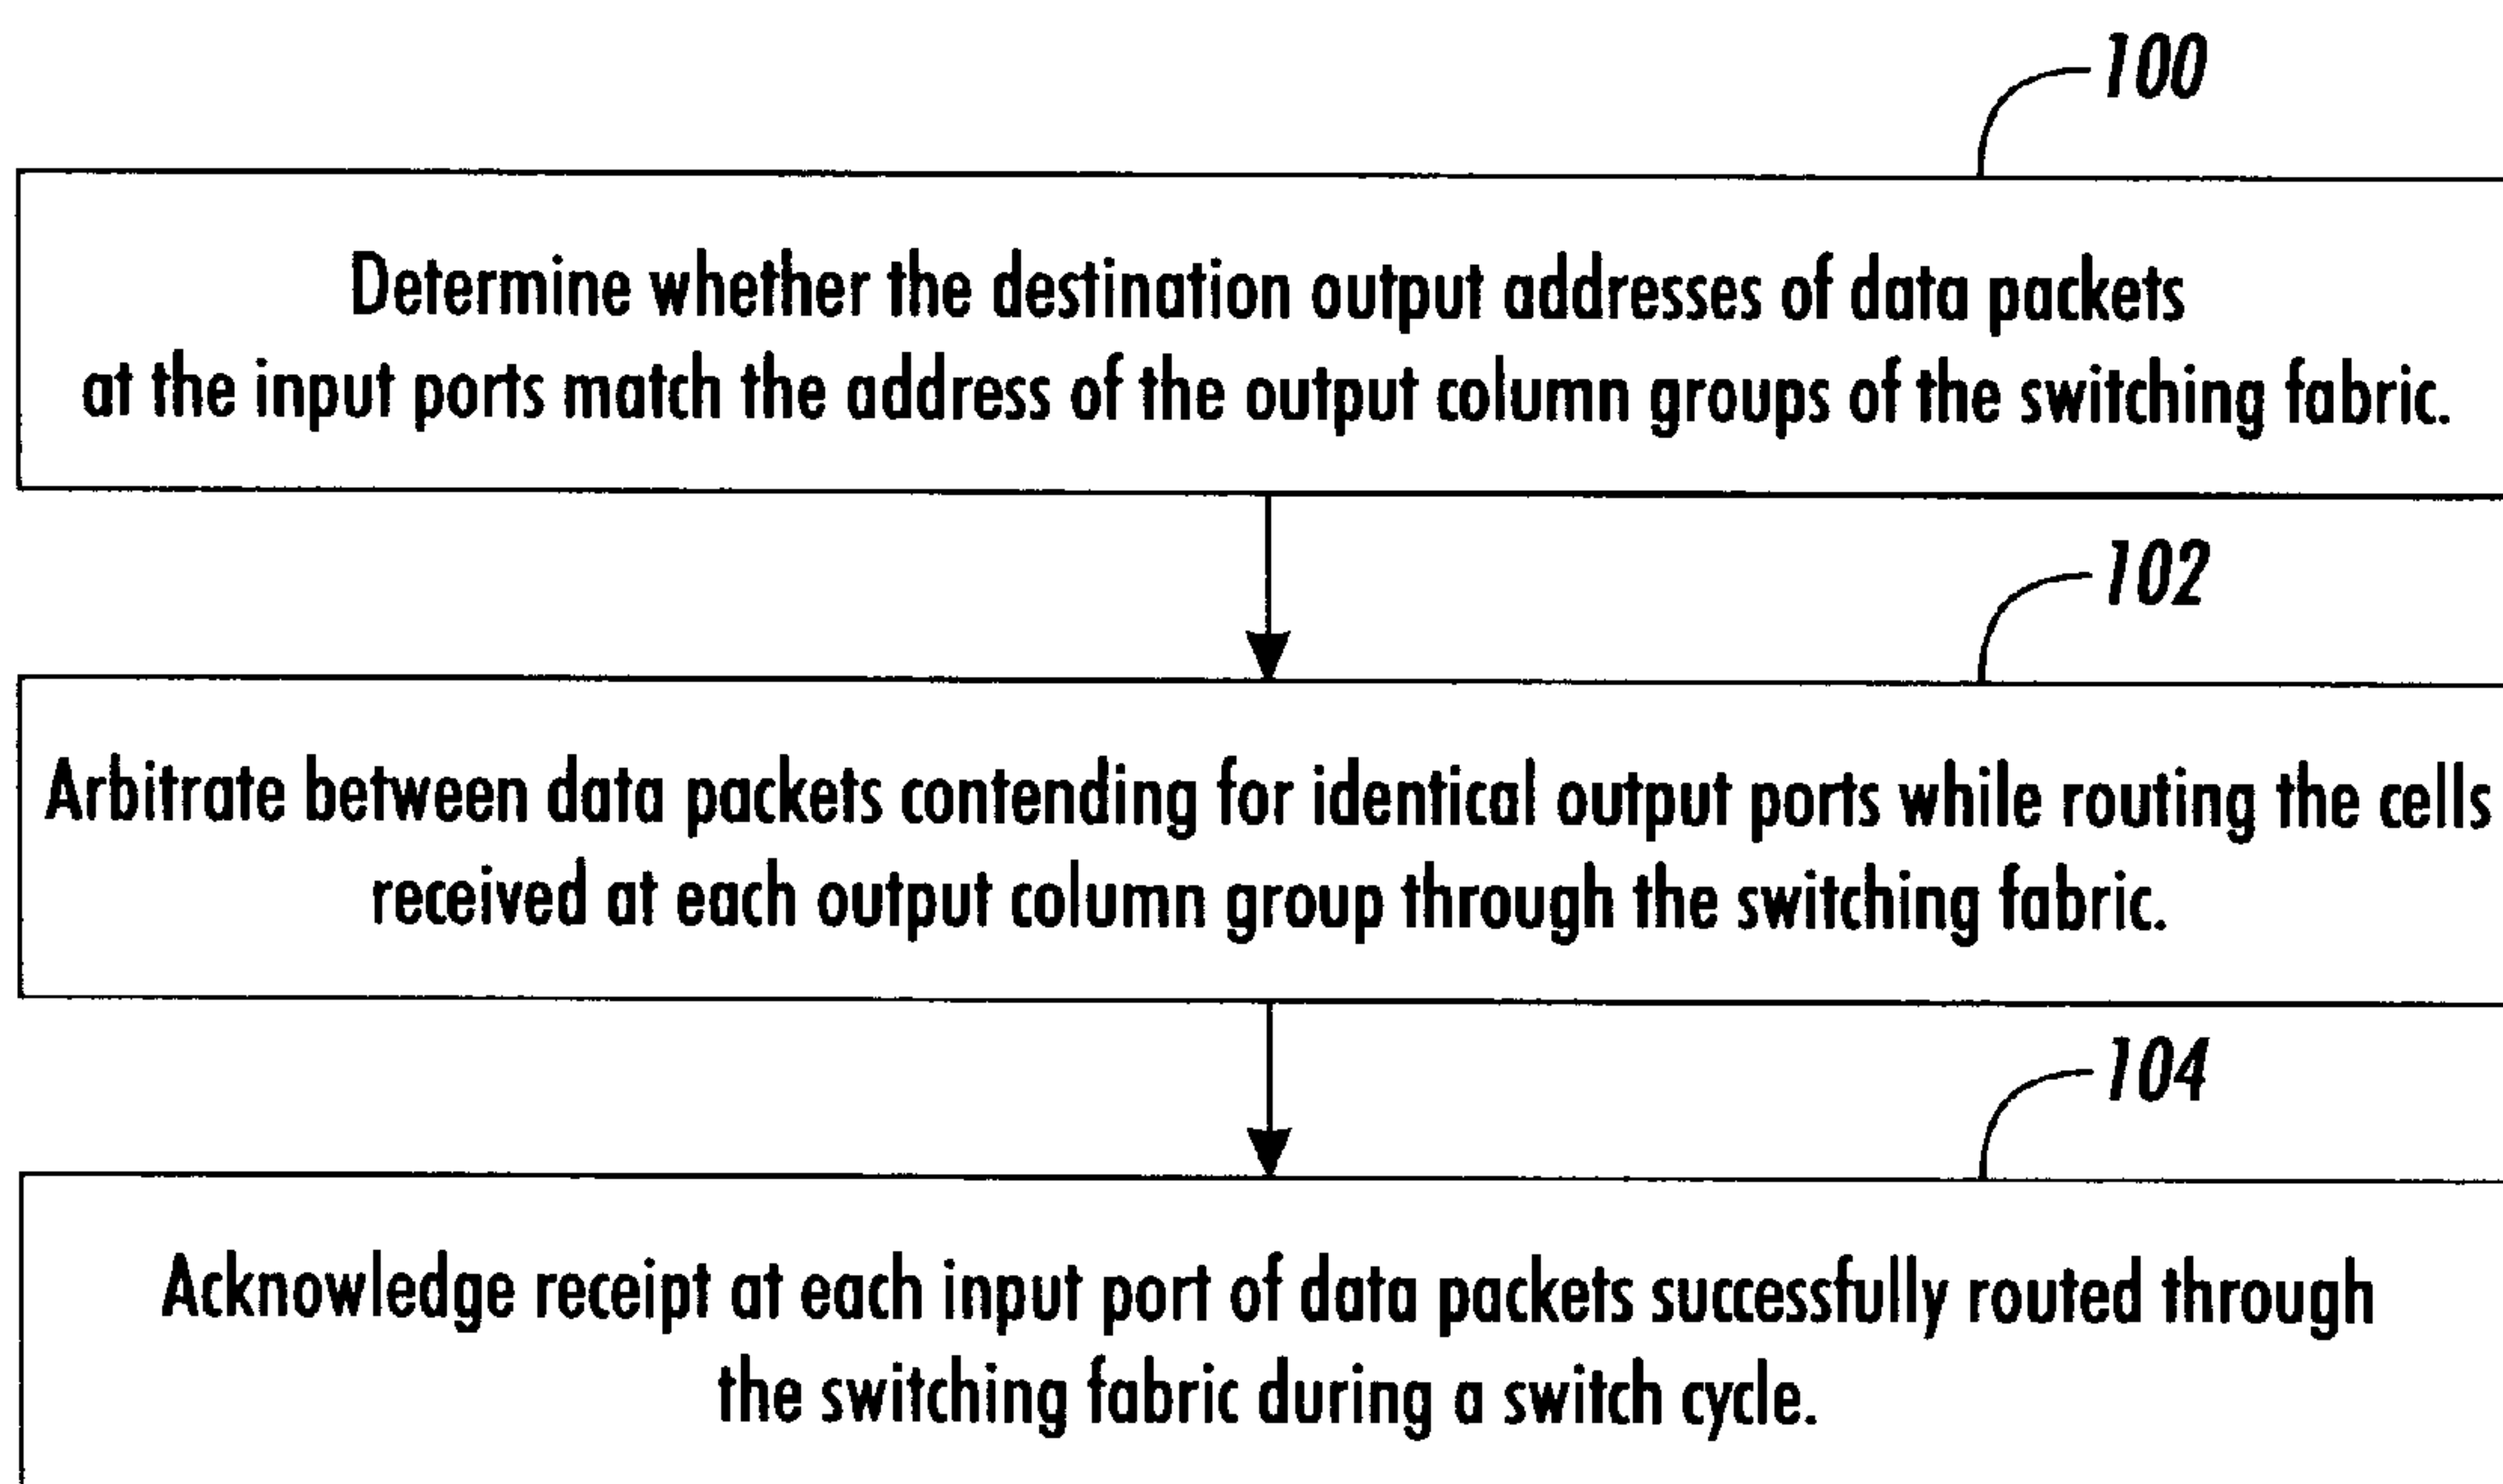 100
Determine whether the destination output addresses of data packets
at the input ports match the address of the output column groups of the switching fabric.
102
Arbitrate between data packets contending for identical output ports while routing the cells
received at each output column group through the switching fabric.
104
Acknowledge receipt at each input port of data packets successfully routed through
the switching fabric during a switch cycle.